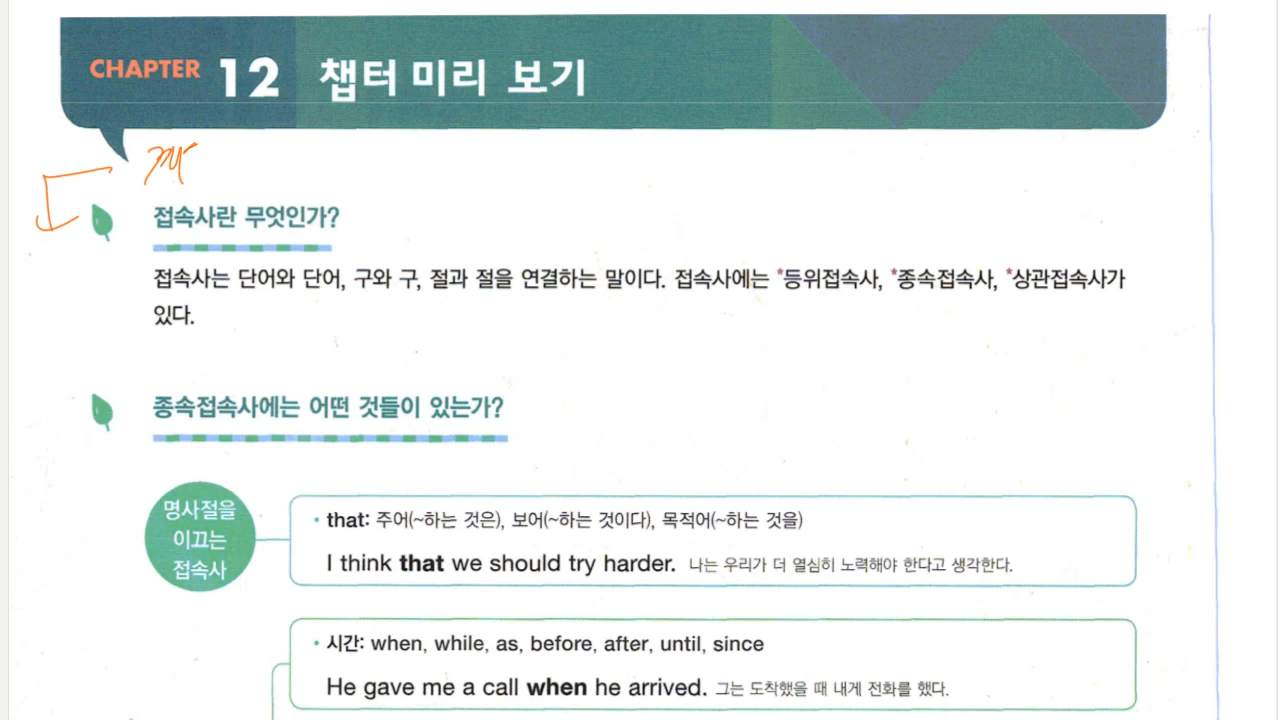 CHAPTER 12 챕터 미리 보기
접속사란 무엇인가?
접속사는 단어와 단어, 구와 구, 절과 절을 연결하는 말이다. 접속사에는 *등위접속사, *종속접속사, *상관접속사가
있다.
종속접속사에는 어떤 것들이 있는가?
명사절을
이끄는
접속사
• that: 주어(~하는 것은), 보어(~하는 것이다), 목적어(~하는 것을)
I think that we should try harder. 나는 우리가 더 열심히 노력해야 한다고 생각한다.
• 시간: when, while, as, before, after, until, since
He gave me a call when he arrived. 그는 도착했을 때 내게 전화를 했다.